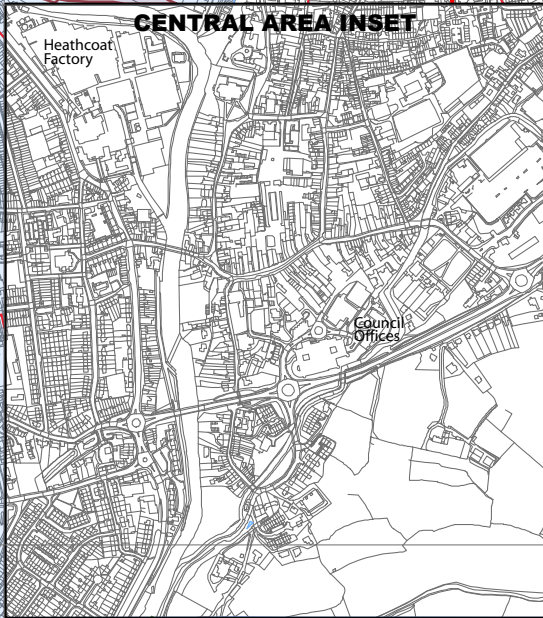 CENTRAL AREA INSET
Heathcoat
Factory
Council
Offices